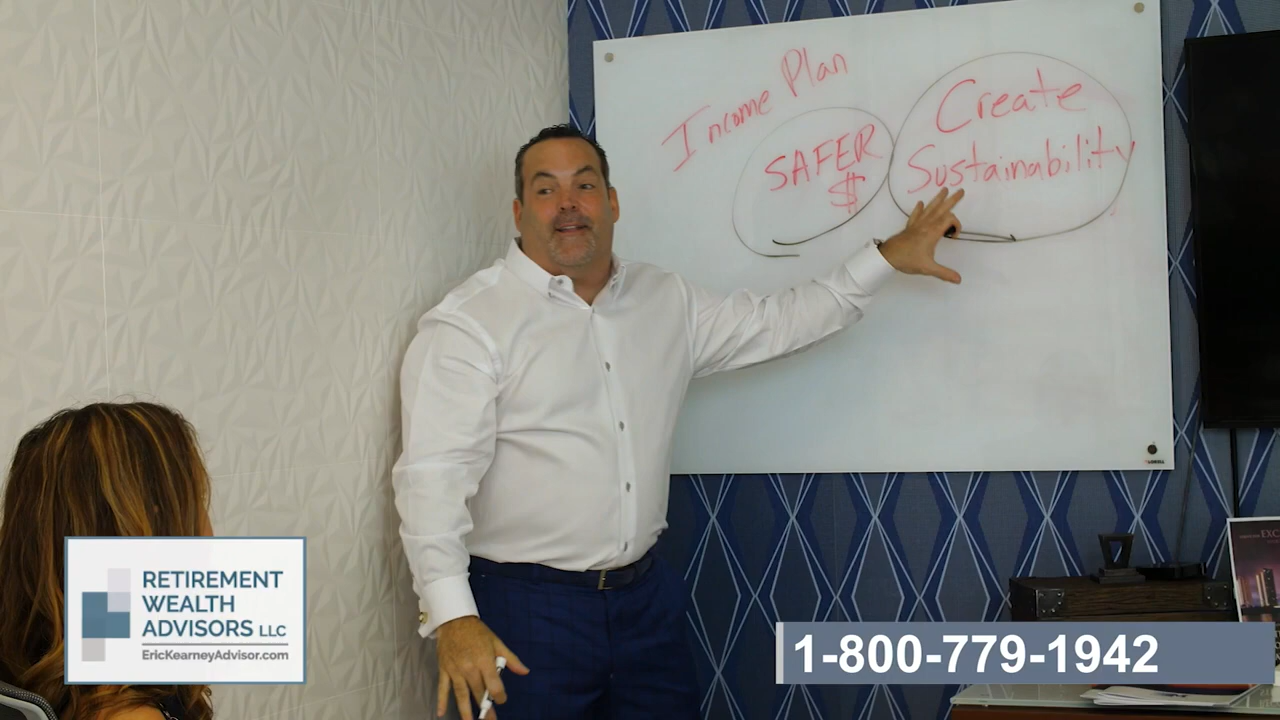 Income Plan
SAFER
$
Create
Sustainability
RETIREMENT
WEALTH
ADVISORS LLC
EricKearneyAdvisor.com
1-800-779-1942